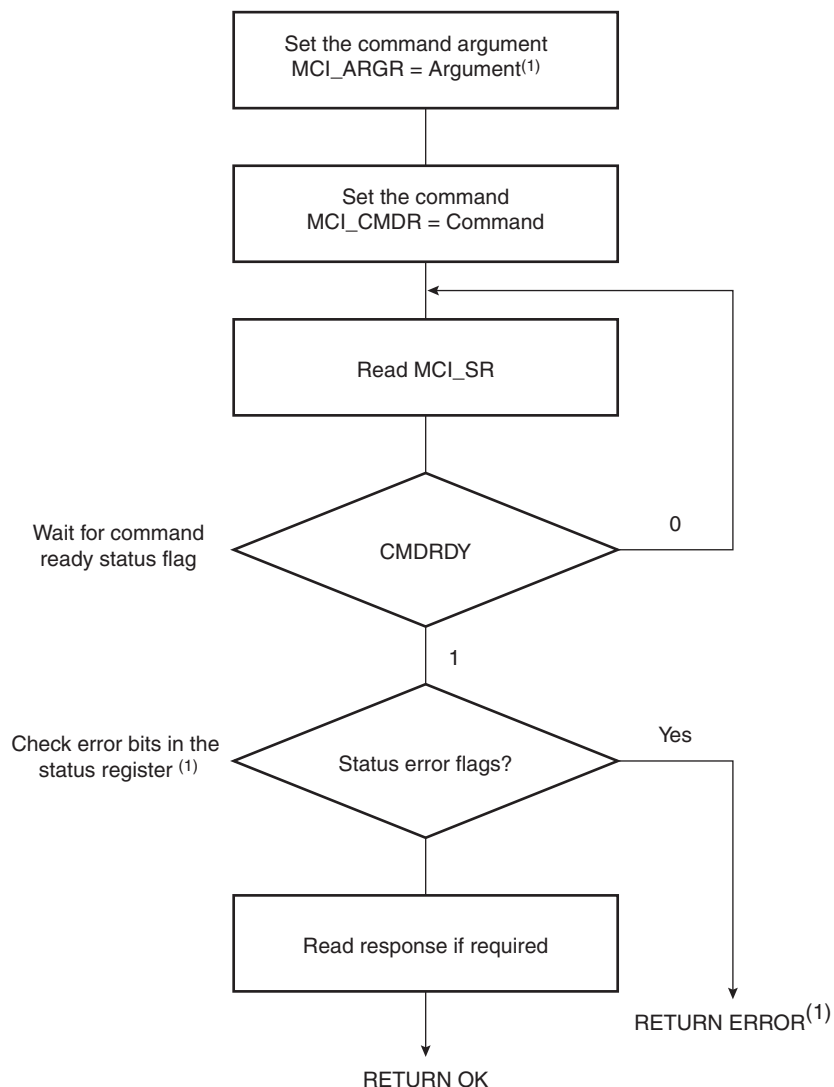 Set the command argument
MCI_ARGR = Argument(1)
Set the command
MCI_CMDR = Command
Read MCI_SR
Wait for command
ready status flag
CMDRDY
0
1
Check error bits in the
status register (1)
Status error flags?
Yes
Read response if required
RETURN ERROR(1)
RETURN OK